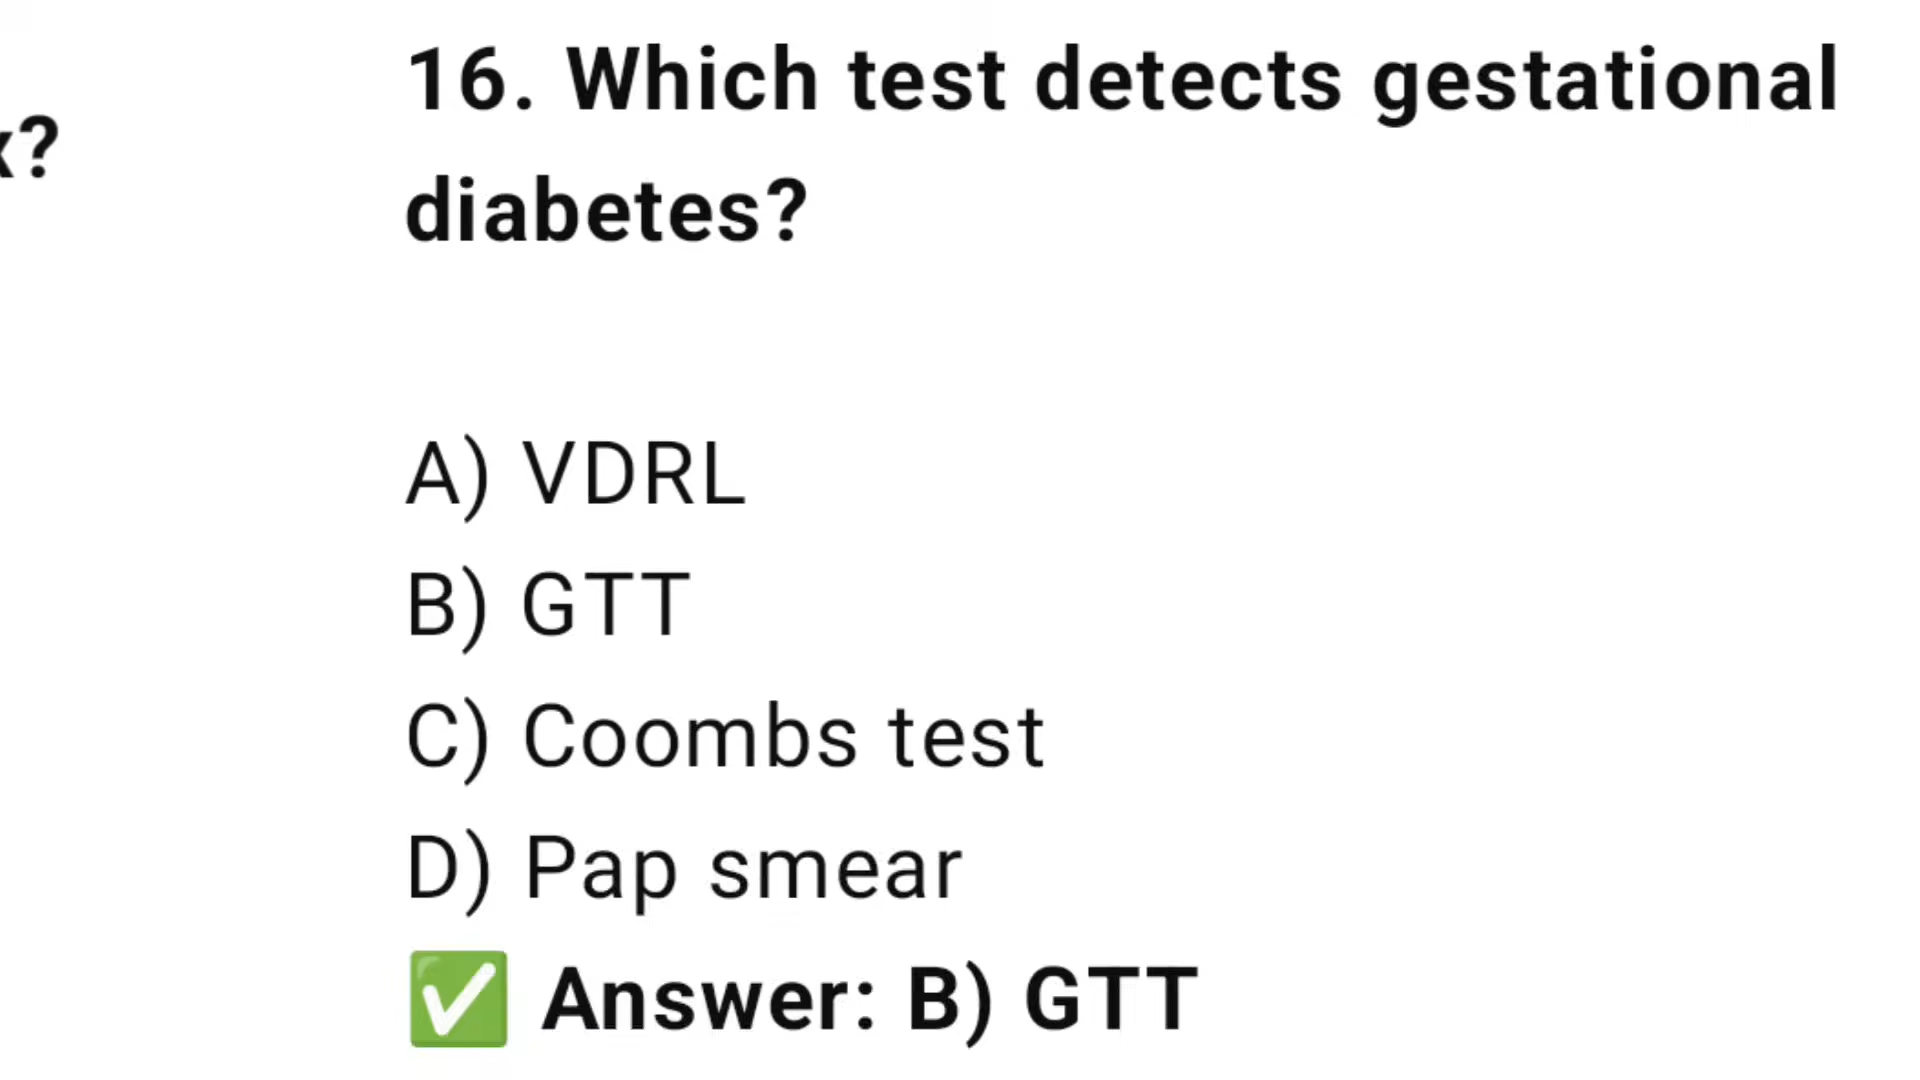 16. Which test detects gestational
diabetes?
A) VDRL
B) GTT
C) Coombs test
D) Pap smear
✅ Answer: B) GTT